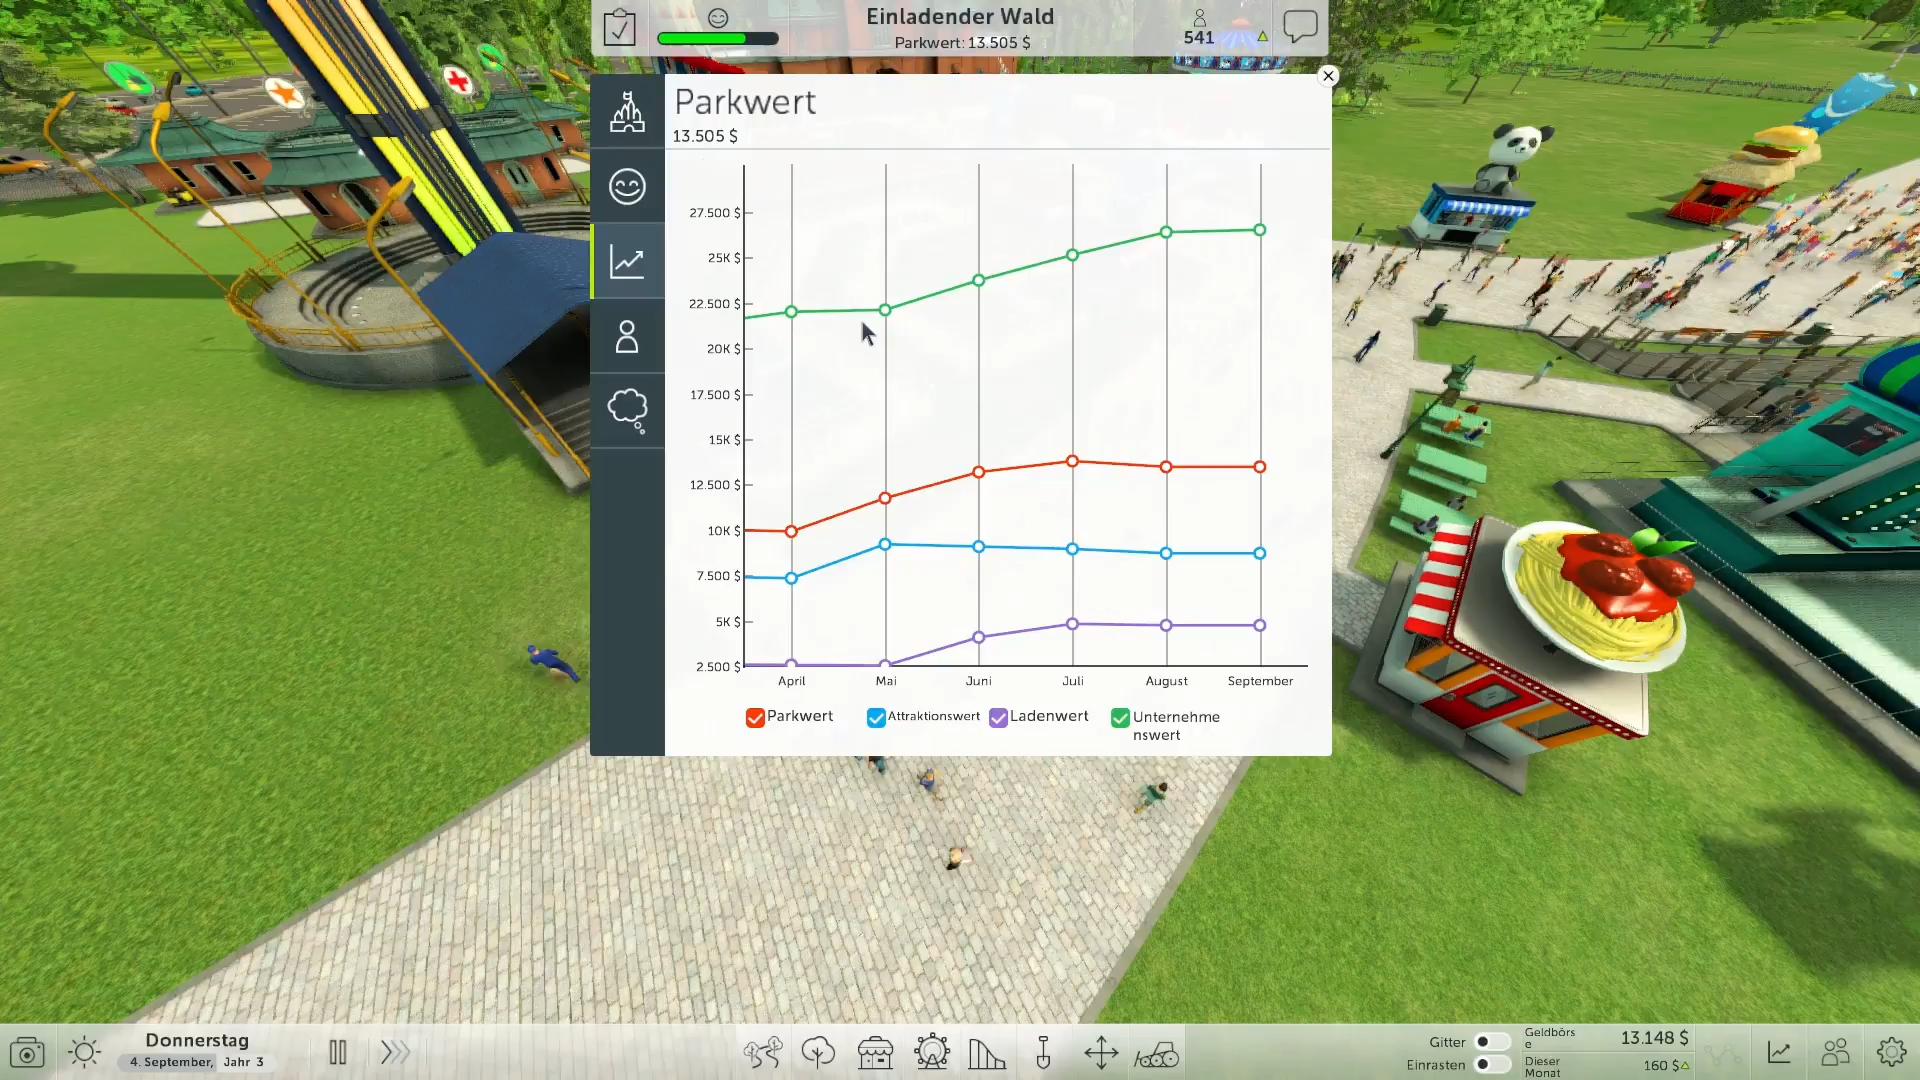 Einladender Wald
Parkwert: 13.505 $
541
Parkwert
13.505 $
27.500 $
25K $
22.500 $
20K $
17.500 $
15K $
12.500 $
10K $
7.500 $
5K $
2.500 $
April Mai Juni Juli August September
Parkwert Attraktionswert Ladenwert Unternehme
nswert
Donnerstag
4. September, Jahr 3
Gitter
Einrasten
Geldbörs
e
13.148 $
Dieser
Monat
160 $